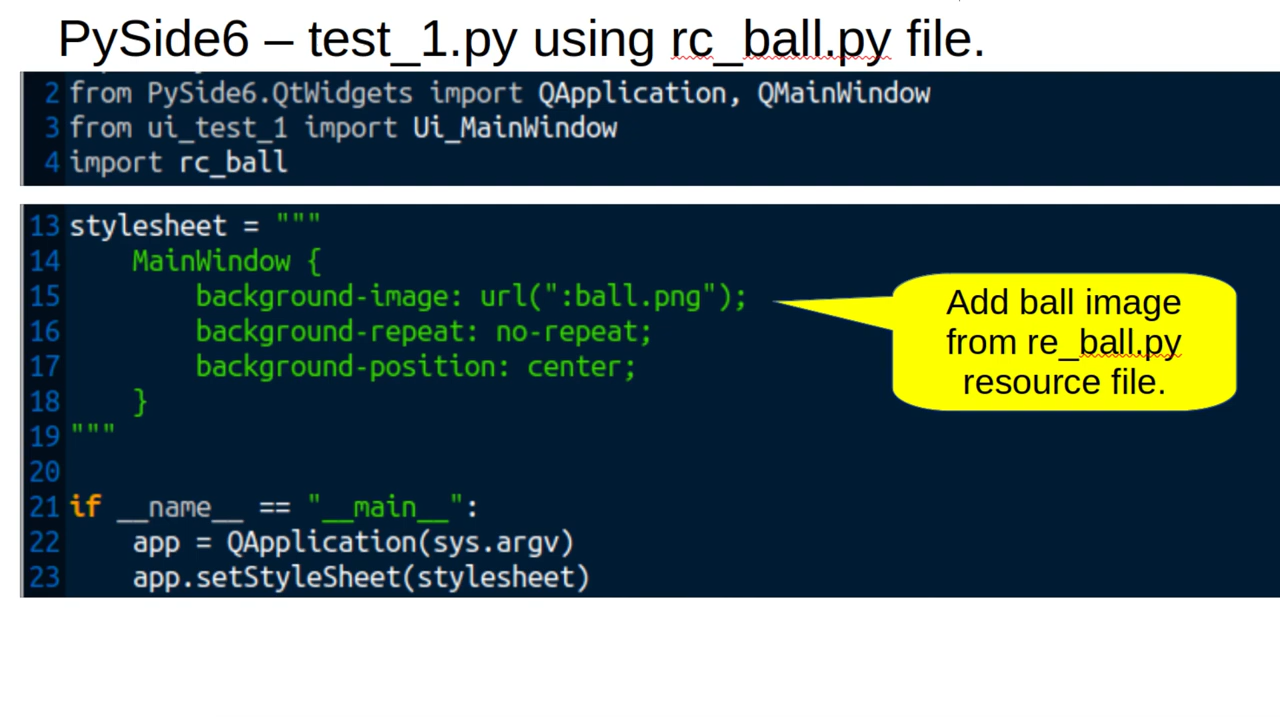 PySide6 – test_1.py using rc_ball.py file.
2 from PySide6.QtWidgets import QApplication, QMainWindow
3 from ui_test_1 import Ui_MainWindow
4 import rc_ball
13 stylesheet = """
14     MainWindow {
15         background-image: url(":ball.png");
16         background-repeat: no-repeat;
17         background-position: center;
18     }
19 """
20
21 if __name__ == "__main__":
22     app = QApplication(sys.argv)
23     app.setStyleSheet(stylesheet)
Add ball image
from re_ball.py
resource file.